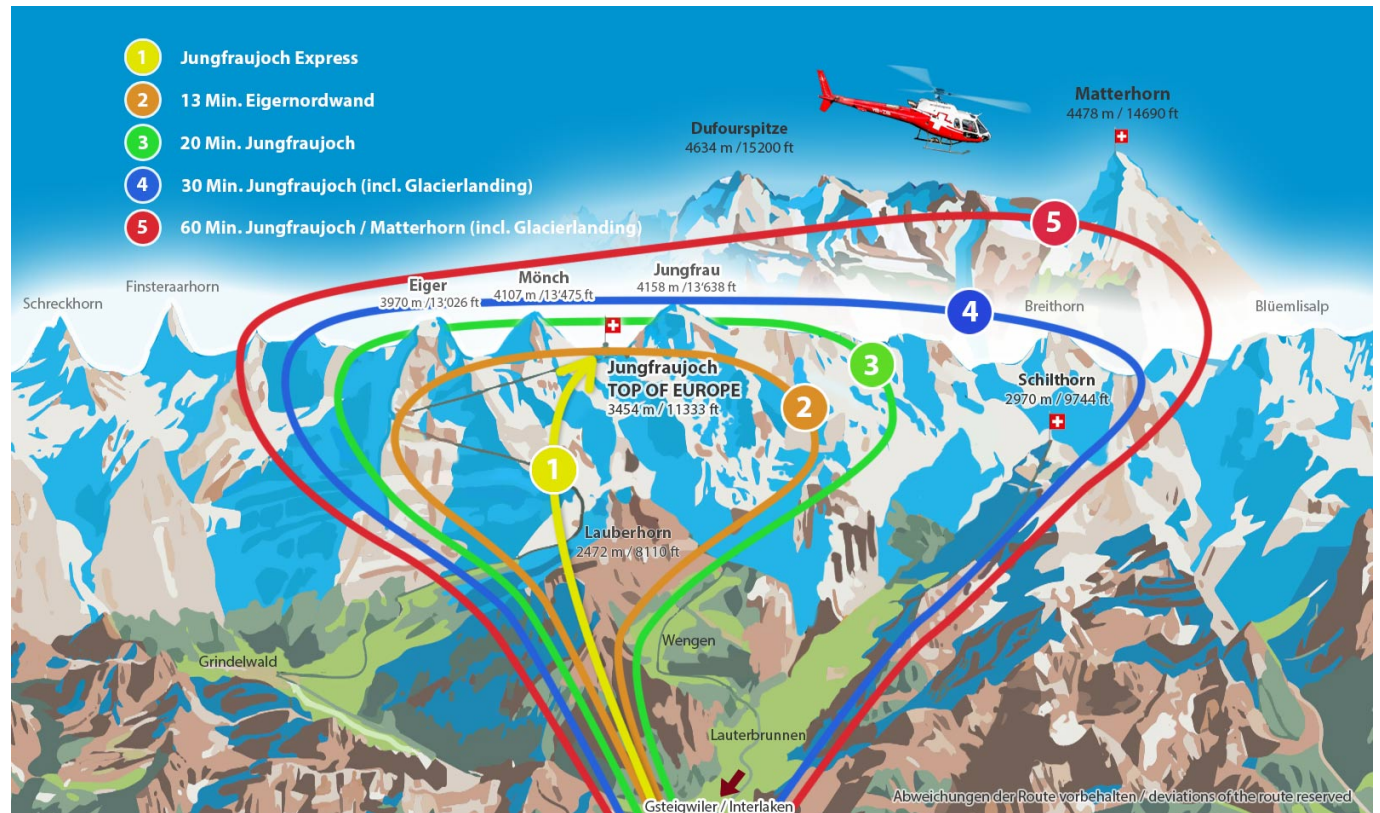 1 Jungfraujoch Express
2 13 Min. Eigernordwand
3 20 Min. Jungfraujoch
4 30 Min. Jungfraujoch (incl. Glacierlanding)
5 60 Min. Jungfraujoch / Matterhorn (incl. Glacierlanding)
Matterhorn
4478 m / 14690 ft
Dufourspitze
4634 m /15200 ft
5
Schreckhorn
Finsteraarhorn
Eiger
3970 m /13'026 ft
Mönch
4107 m /13'475 ft
Jungfrau
4158 m /13'638 ft
4
Breithorn
Blüemlisalp
3
Jungfraujoch
TOP OF EUROPE
3454 m / 11333 ft
2
Schilthorn
2970 m / 9744 ft
1
Lauberhorn
2472 m / 8110 ft
Grindelwald
Wengen
Lauterbrunnen
Gsteigwiler / Interlaken
Abweichungen der Route vorbehalten / deviations of the route reserved